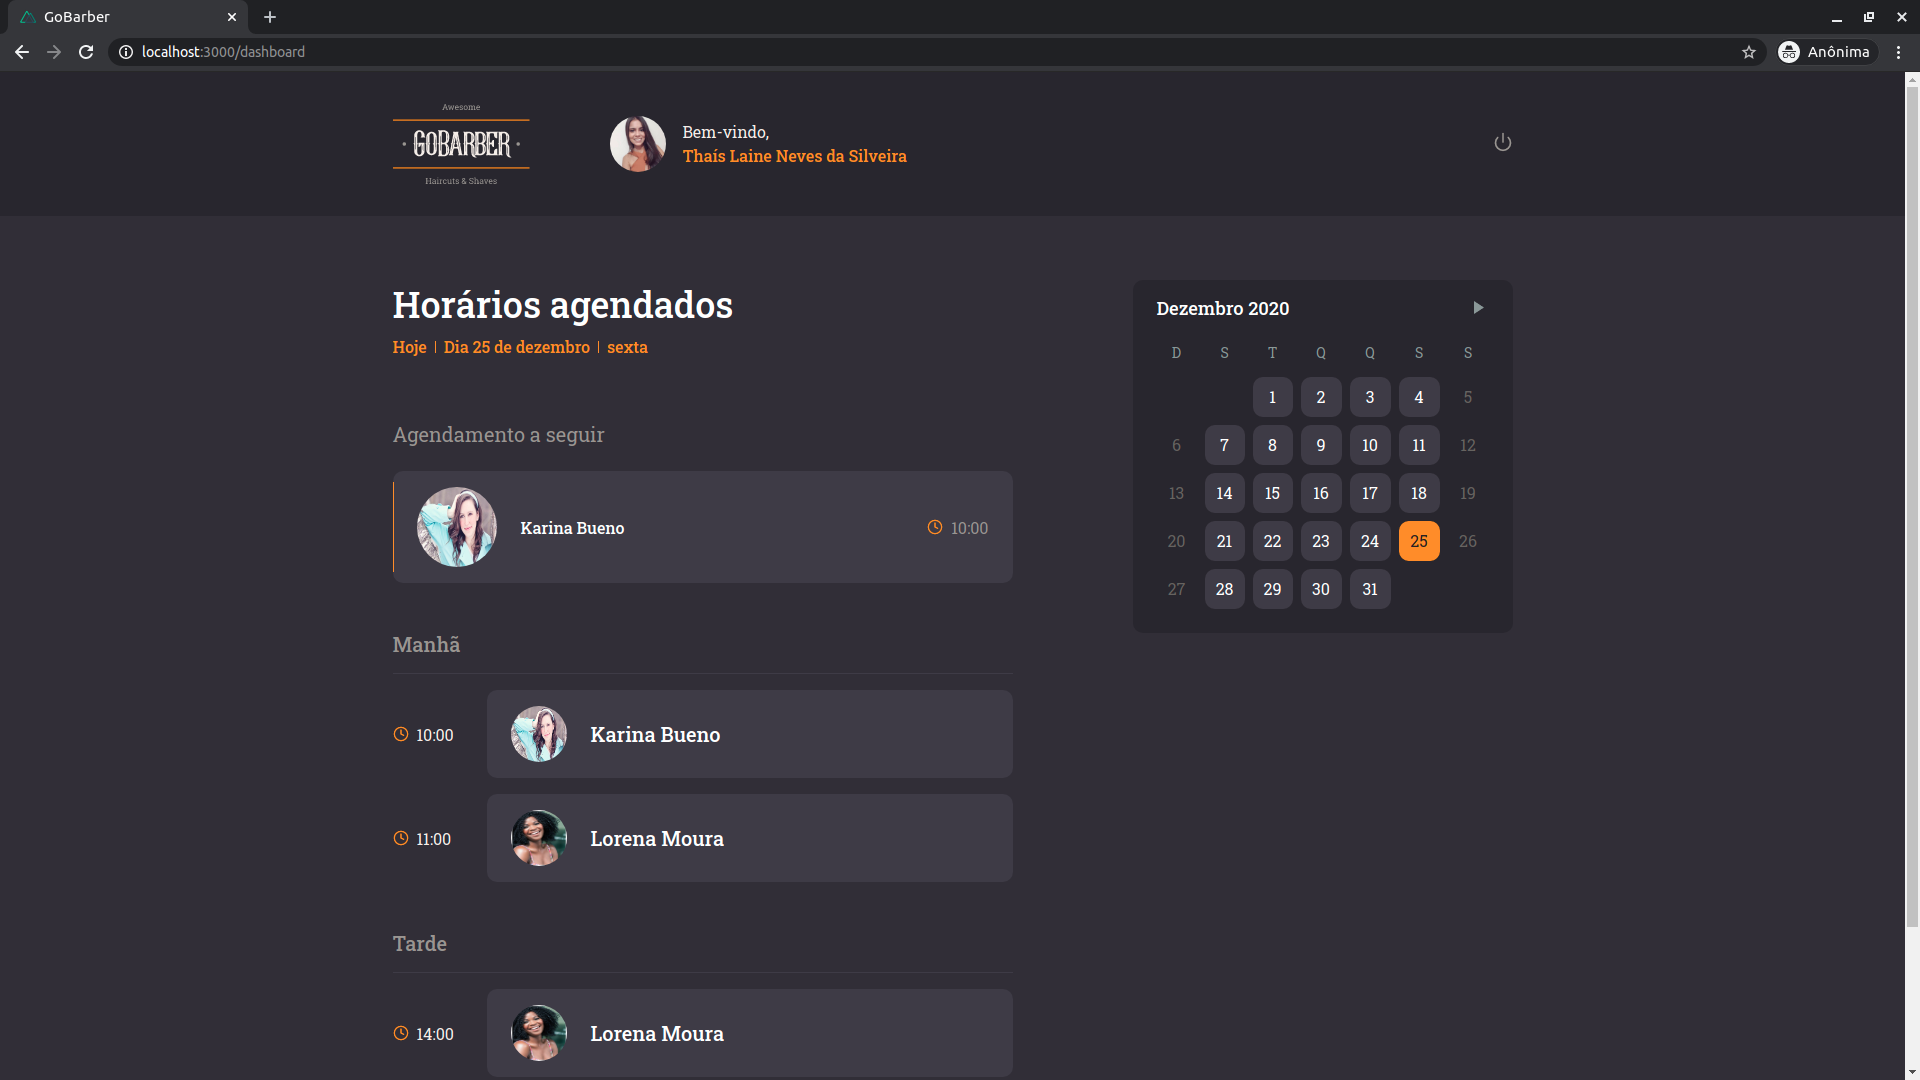 GoBarber
localhost:3000/dashboard
Anônima
Awesome
GOBARBER
Haircuts & Shaves
Bem-vindo,
Thaís Laine Neves da Silveira
Horários agendados
Hoje | Dia 25 de dezembro | sexta
Agendamento a seguir
Karina Bueno 10:00
Manhã
10:00 Karina Bueno
11:00 Lorena Moura
Tarde
14:00 Lorena Moura
Dezembro 2020
D S T Q Q S S
1 2 3 4 5
6 7 8 9 10 11 12
13 14 15 16 17 18 19
20 21 22 23 24 25 26
27 28 29 30 31